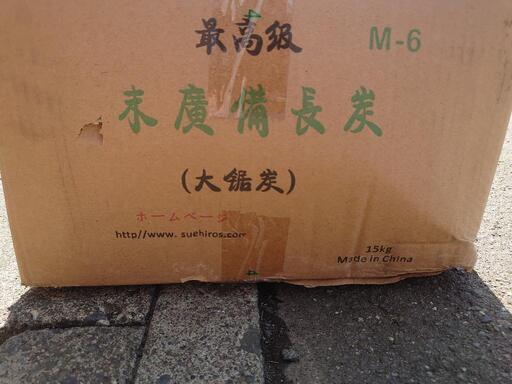 最高級 M-6
末廣備長炭
(大鋸炭)
ホームページ
http//www.suehiros.com
15kg
Made in China